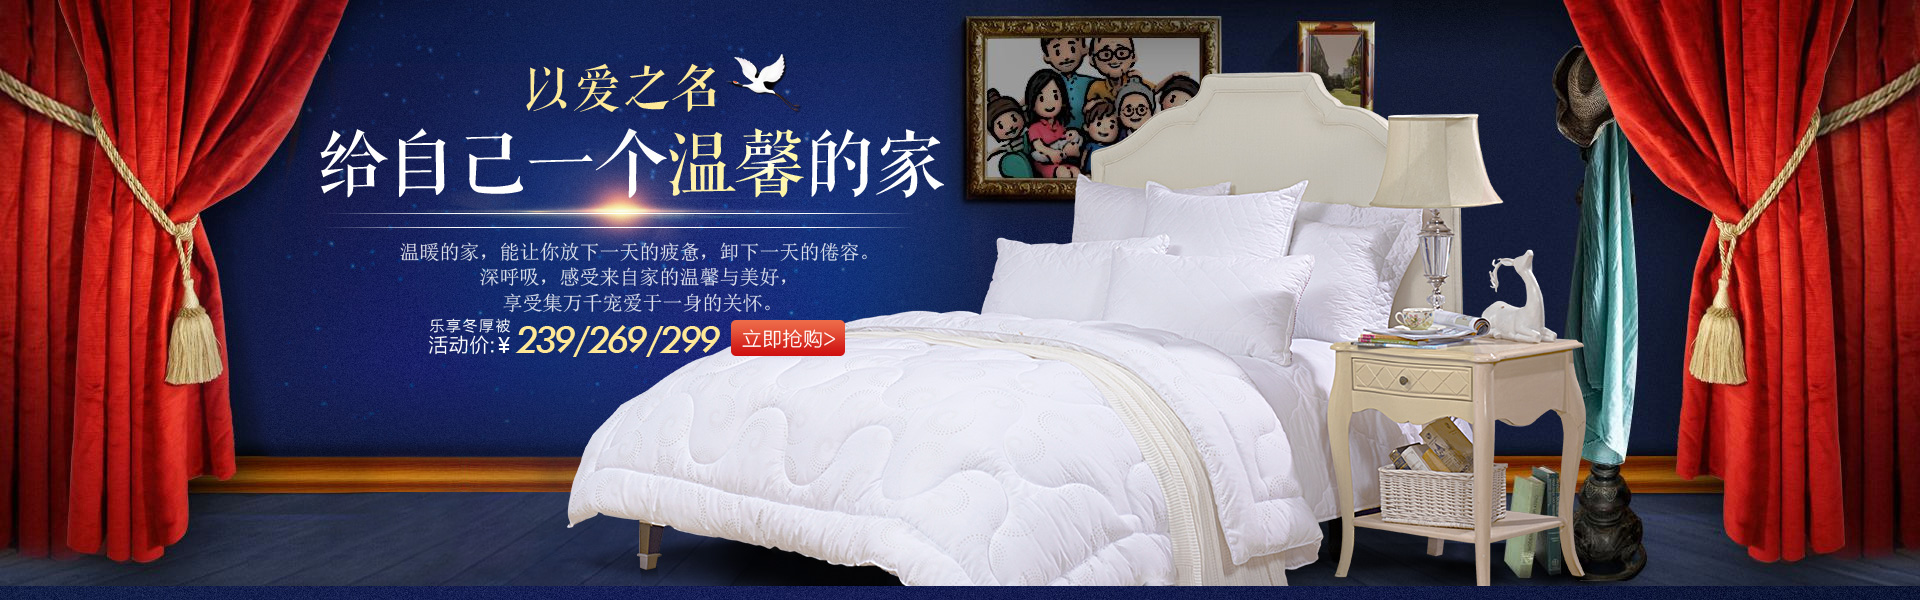 以爱之名
给自己一个温馨的家
温暖的家，能让你放下一天的疲惫，卸下一天的倦容。
深呼吸，感受来自家的温馨与美好，
享受集万千宠爱于一身的关怀。
乐享冬厚被
活动价:¥ 239/269/299
立即抢购>